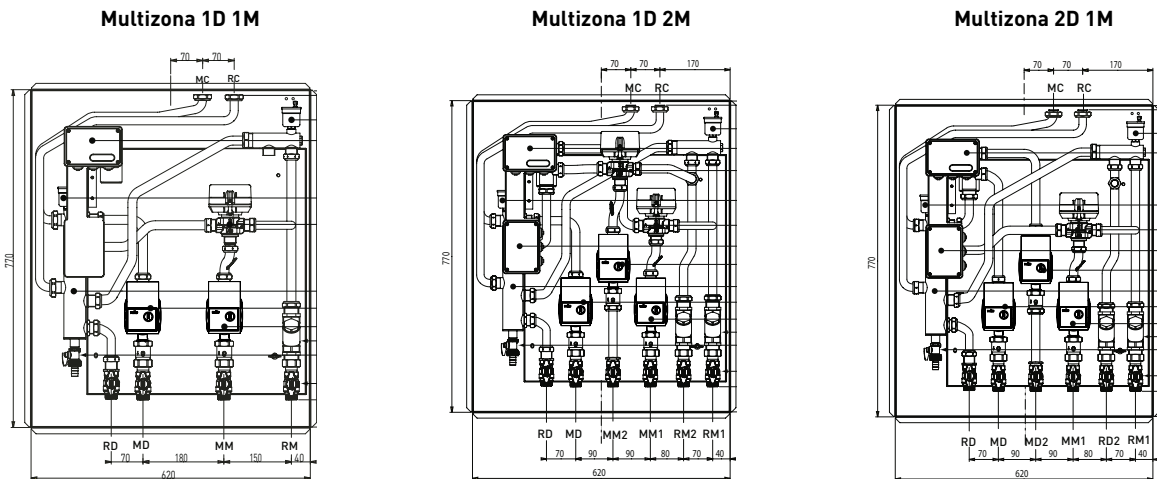 Multizona 1D 1M
70 70
MC RC
770
RD MD MM RM
70 180 150 40
620
Multizona 1D 2M
70 70 170
MC RC
770
RD MD MM2 MM1 RM2 RM1
70 90 90 80 70 40
620
Multizona 2D 1M
70 70 170
MC RC
770
RD MD MD2 MM1 RD2 RM1
70 90 90 80 70 40
620